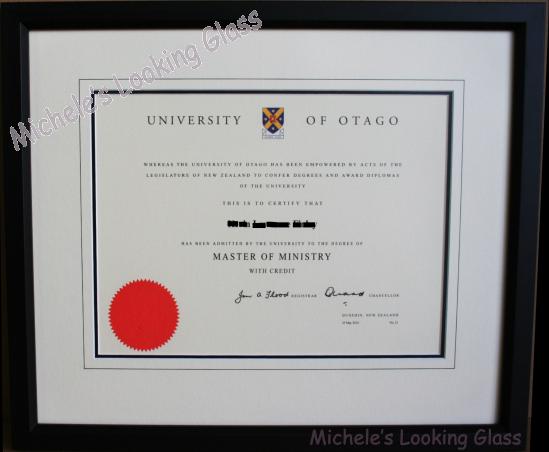 Michele's Looking Glass
UNIVERSITY OF OTAGO
WHEREAS THE UNIVERSITY OF OTAGO HAS BEEN EMPOWERED BY ACTS OF THE
LEGISLATURE OF NEW ZEALAND TO CONFER DEGREES AND AWARD DIPLOMAS
OF THE UNIVERSITY
THIS IS TO CERTIFY THAT
HAS BEEN ADMITTED BY THE UNIVERSITY TO THE DEGREE OF
MASTER OF MINISTRY
WITH CREDIT
REGISTRAR CHANCELLOR
DUNEDIN, NEW ZEALAND
Michele's Looking Glass